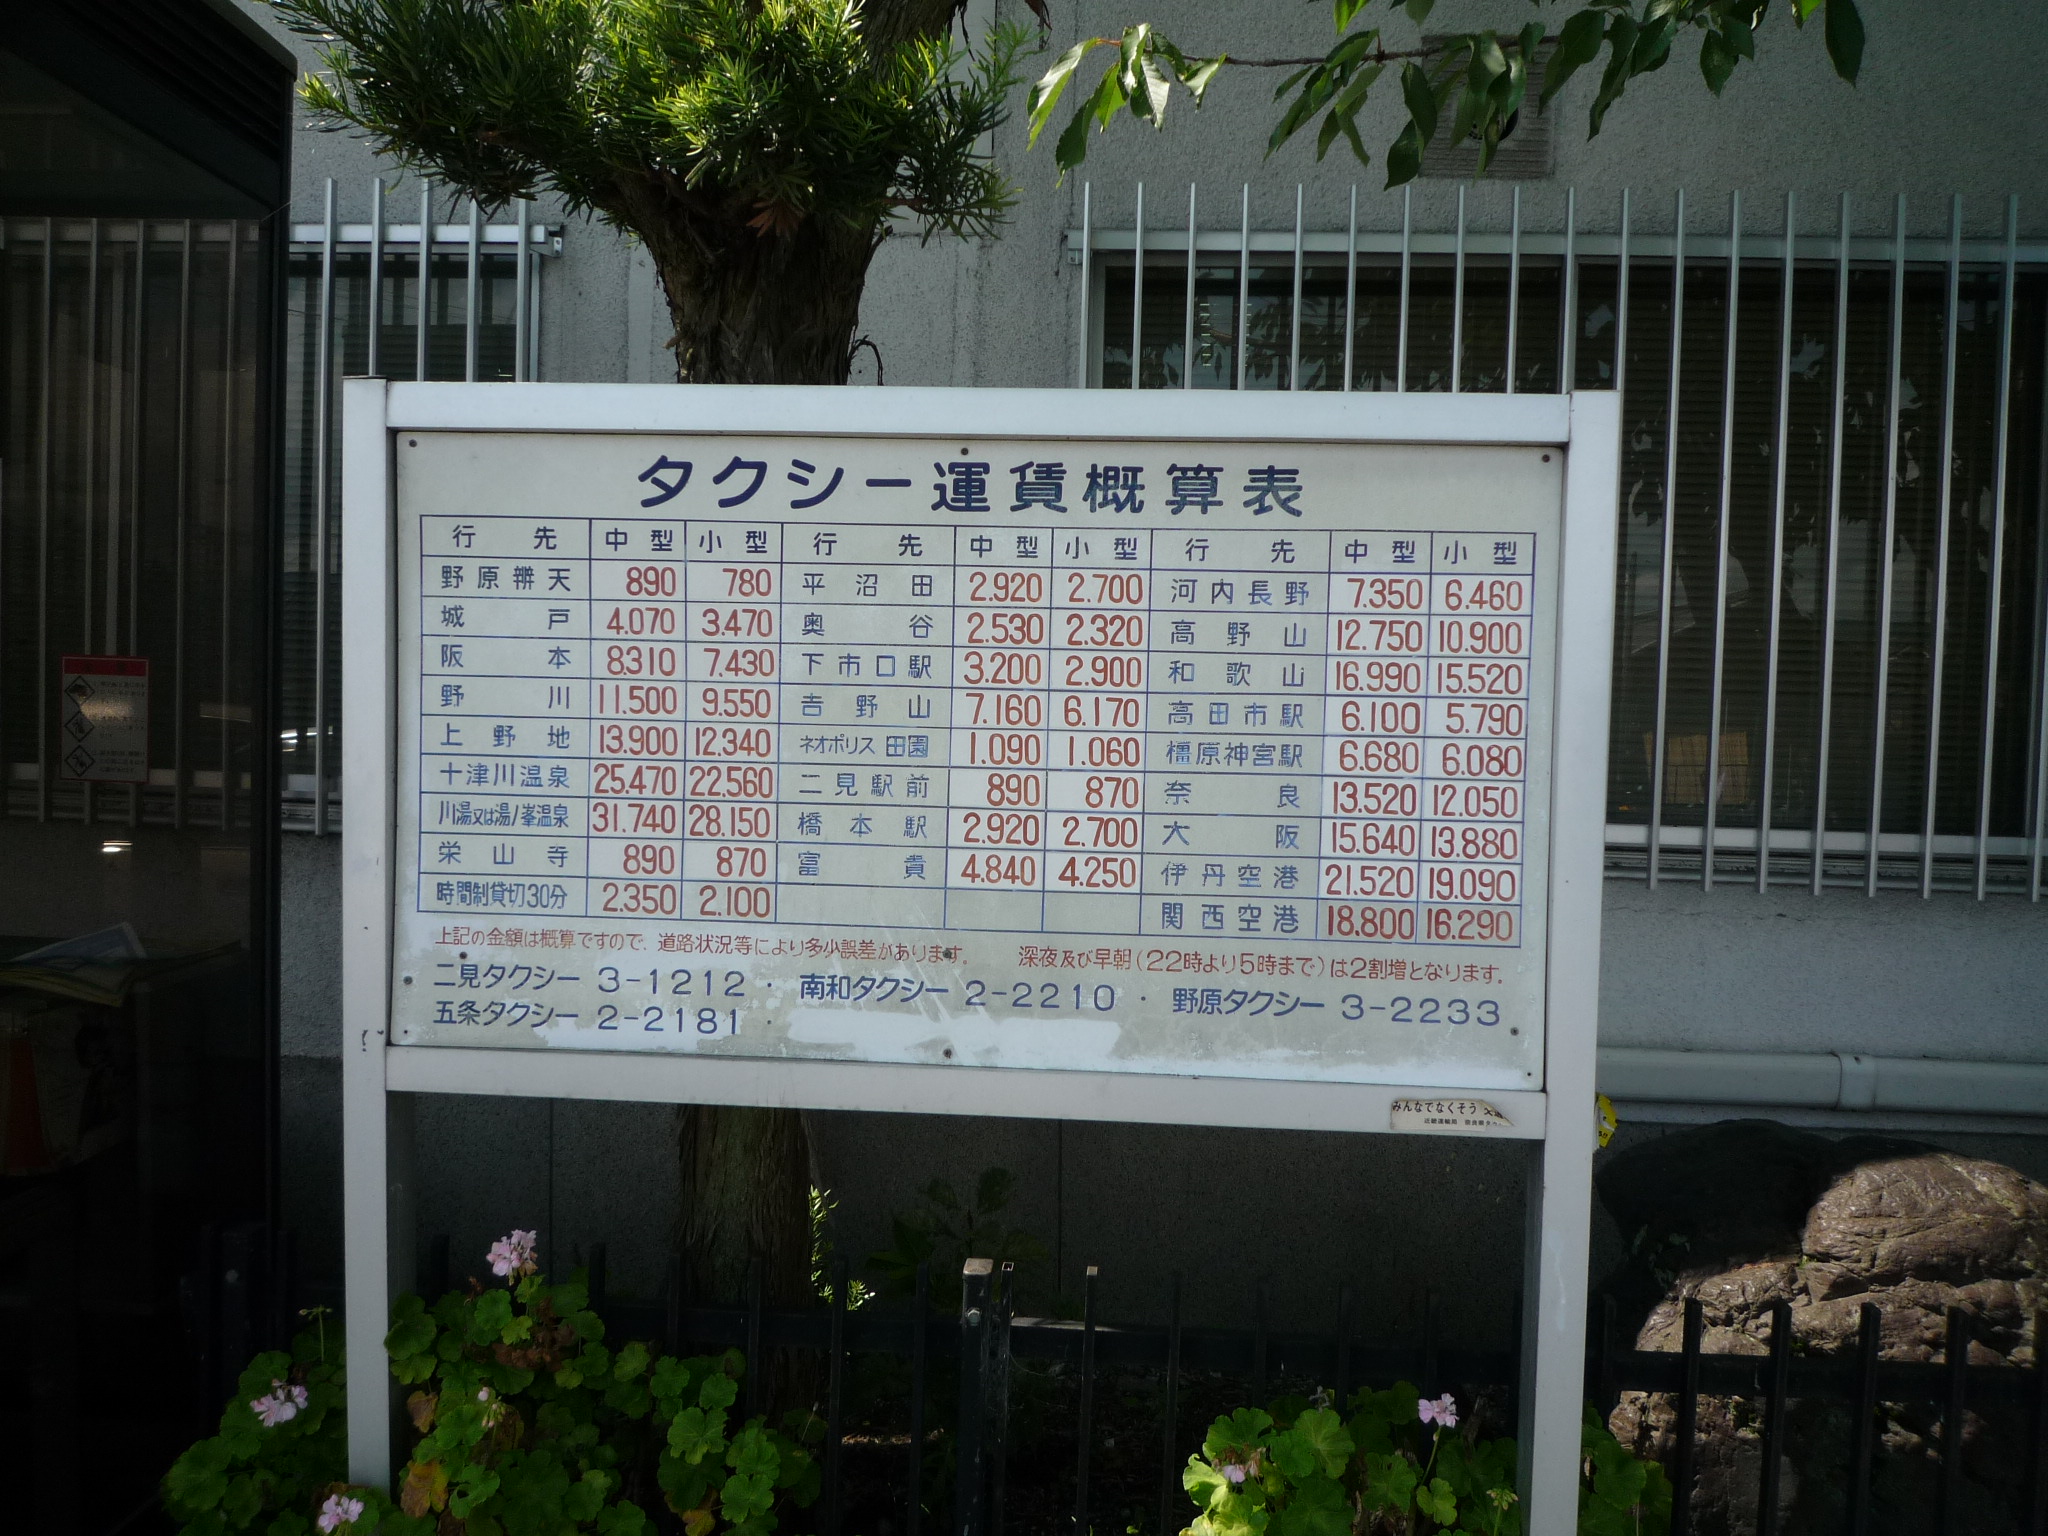 タクシー運賃概算表
行先 中型 小型 行先 中型 小型 行先 中型 小型
野原辨天 890 780 平沼田 2.920 2.700 河内長野 7.350 6.460
城戸 4.070 3.470 奥谷 2.530 2.320 高野山 12.750 10.900
阪本 8.310 7.430 下市口駅 3.200 2.900 和歌山 16.990 15.520
野川 11.500 9.550 吉野山 7.160 6.170 高田市駅 6.100 5.790
上野地 13.900 12.340 ネオポリス田園 1.090 1.060 橿原神宮駅 6.680 6.080
十津川温泉 25.470 22.560 二見駅前 890 870 奈良 13.520 12.050
川湯又は湯ノ峯温泉 31.740 28.150 橋本駅 2.920 2.700 大阪 15.640 13.880
栄山寺 890 870 富貴 4.840 4.250 伊丹空港 21.520 19.090
時間制貸切30分 2.350 2.100 関西空港 18.800 16.290
上記の金額は概算ですので、道路状況等により多少誤差があります。 深夜及び早朝(22時より5時まで)は2割増となります。
二見タクシー 3-1212 · 南和タクシー 2-2210 · 野原タクシー 3-2233
五条タクシー 2-2181 ·
みんなでなくそう